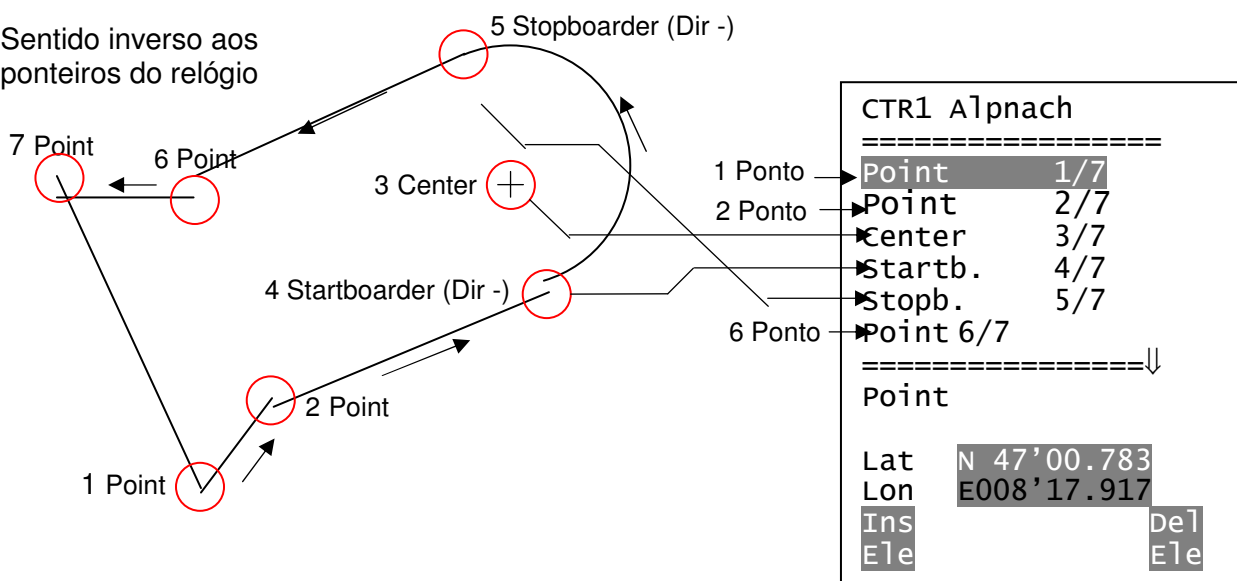 Sentido inverso aos
ponteiros do relógio
5 Stopboarder (Dir -)
7 Point
6 Point
3 Center
4 Startboarder (Dir -)
2 Point
1 Point
1 Ponto
2 Ponto
6 Ponto
CTR1 Alpnach
=================
Point 1/7
Point 2/7
Center 3/7
Startb. 4/7
Stopb. 5/7
Point 6/7
================⇓
Point
Lat N 47’00.783
Lon E008’17.917
Ins Del
Ele Ele